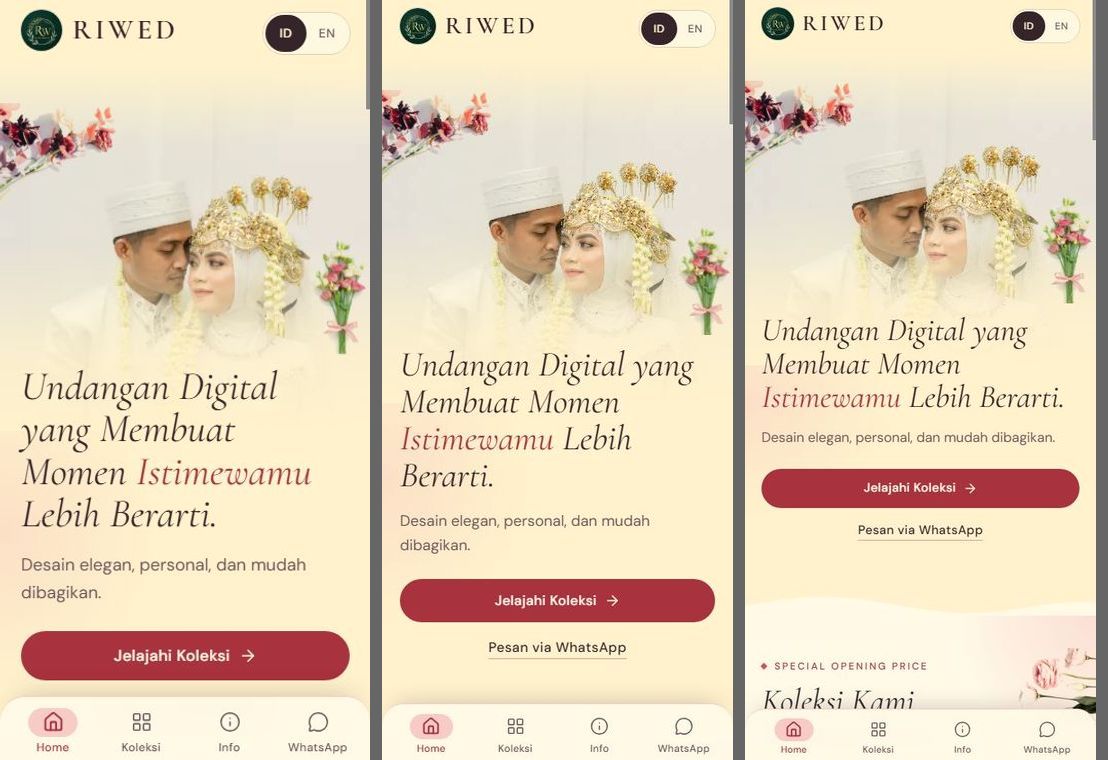 RW
RIWED
ID EN
Undangan Digital
yang Membuat
Momen Istimewamu
Lebih Berarti.
Desain elegan, personal, dan mudah
dibagikan.
Jelajahi Koleksi →
Home Koleksi Info WhatsApp
RW
RIWED
ID EN
Undangan Digital yang
Membuat Momen
Istimewamu Lebih
Berarti.
Desain elegan, personal, dan mudah
dibagikan.
Jelajahi Koleksi →
Pesan via WhatsApp
Home Koleksi Info WhatsApp
RW
RIWED
ID EN
Undangan Digital yang
Membuat Momen
Istimewamu Lebih Berarti.
Desain elegan, personal, dan mudah dibagikan.
Jelajahi Koleksi →
Pesan via WhatsApp
SPECIAL OPENING PRICE
Koleksi Kami
Home Koleksi Info WhatsApp